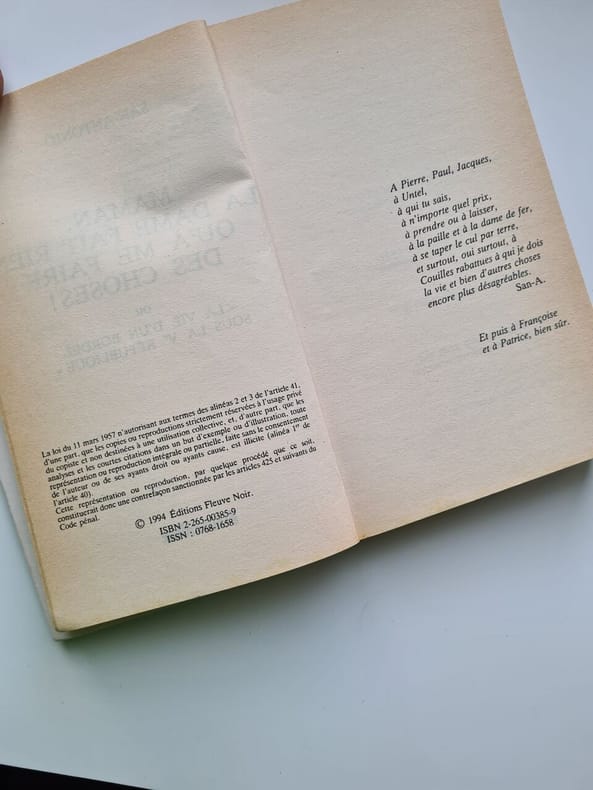 La loi du 11 mars 1957 n'autorisant aux termes des alinéas 2 et 3 de l'article 41,
d'une part, que les copies ou reproductions strictement réservées à l'usage privé
du copiste et non destinées à une utilisation collective, et, d'autre part, que les
analyses et les courtes citations dans un but d'exemple ou d'illustration, toute
représentation ou reproduction intégrale ou partielle, faite sans le consentement
de l'auteur ou de ses ayants droit ou ayants cause, est illicite (alinéa 1er de
l'article 40).
Cette représentation ou reproduction, par quelque procédé que ce soit,
constituerait donc une contrefaçon sanctionnée par les articles 425 et suivants du
Code pénal.
© 1994 Éditions Fleuve Noir.
ISBN 2-265-00385-9
ISSN : 0768-1658
A Pierre, Paul, Jacques,
à Untel,
à qui tu sais,
à n'importe quel prix,
à prendre ou à laisser,
à la paille et à la dame de fer,
à se taper le cul par terre,
et surtout, oui surtout, à
Couilles rabattues à qui je dois
la vie et bien d'autres choses
encore plus désagréables.
San-A.
Et puis à Françoise
et à Patrice, bien sûr.